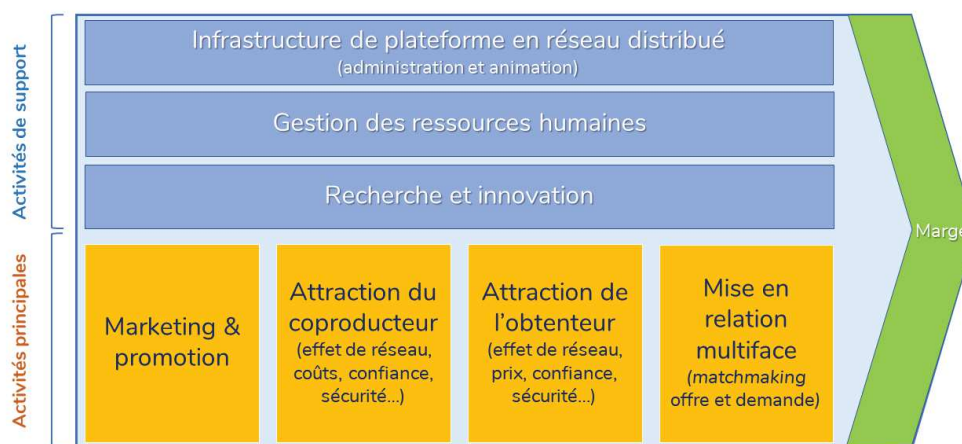 Activités de support
Infrastructure de plateforme en réseau distribué
(administration et animation)
Gestion des ressources humaines
Recherche et innovation
Marge
Activités principales
Marketing &
promotion
Attraction du
coproducteur
(effet de réseau,
coûts, confiance,
sécurité...)
Attraction de
l'obtenteur
(effet de réseau,
prix, confiance,
sécurité...)
Mise en
relation
multiface
(matchmaking
offre et demande)